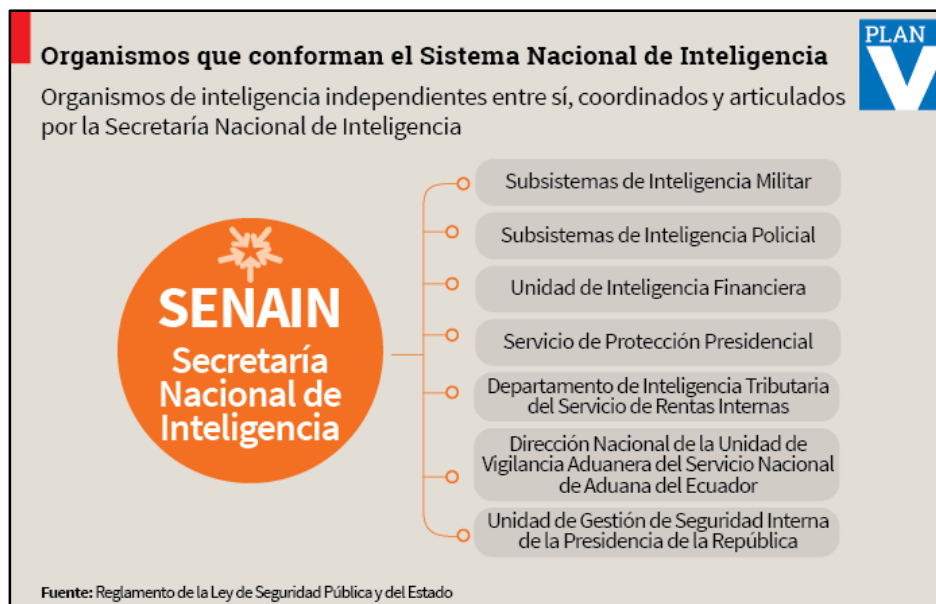 Organismos que conforman el Sistema Nacional de Inteligencia
PLAN
V
Organismos de inteligencia independientes entre sí, coordinados y articulados
por la Secretaría Nacional de Inteligencia
SENAIN
Secretaría
Nacional de
Inteligencia
Subsistemas de Inteligencia Militar
Subsistemas de Inteligencia Policial
Unidad de Inteligencia Financiera
Servicio de Protección Presidencial
Departamento de Inteligencia Tributaria
del Servicio de Rentas Internas
Dirección Nacional de la Unidad de
Vigilancia Aduanera del Servicio Nacional
de Aduana del Ecuador
Unidad de Gestión de Seguridad Interna
de la Presidencia de la República
Fuente: Reglamento de la Ley de Seguridad Pública y del Estado